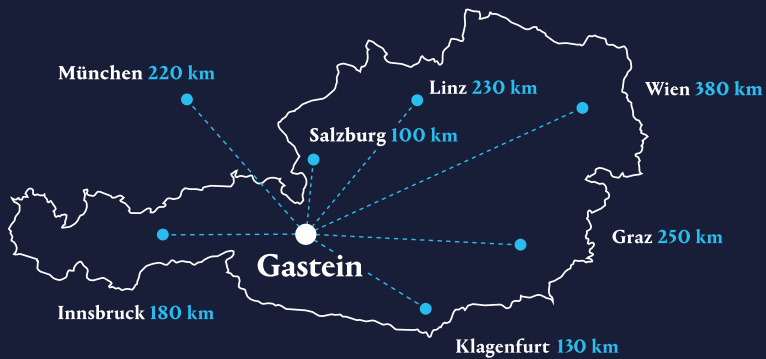 München 220 km
Linz 230 km
Wien 380 km
Salzburg 100 km
Graz 250 km
Gastein
Innsbruck 180 km
Klagenfurt 130 km